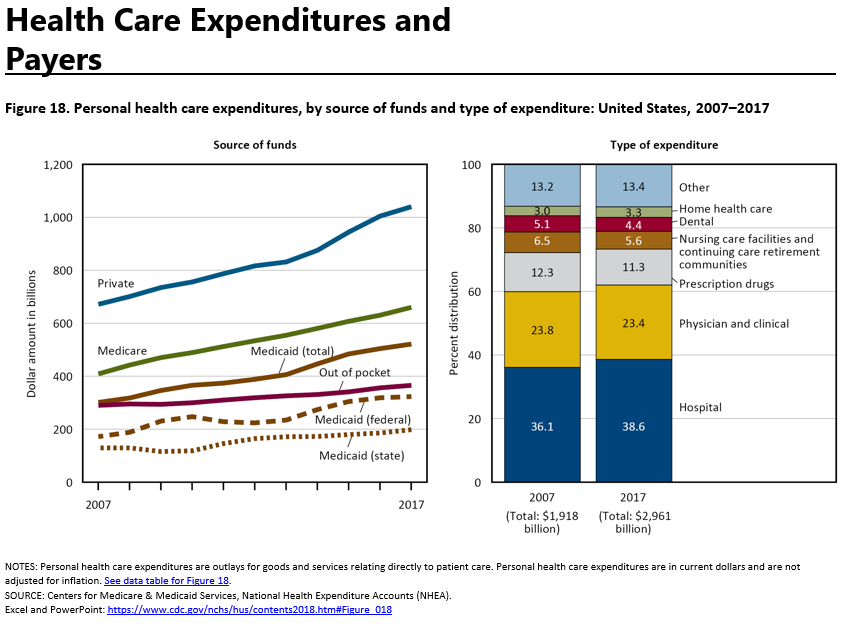 Health Care Expenditures and
Payers
Figure 18. Personal health care expenditures, by source of funds and type of expenditure: United States, 2007–2017
Source of funds
Dollar amount in billions
1,200
1,000
800
600
400
200
0
Private
Medicare
Medicaid (total)
Out of pocket
Medicaid (federal)
Medicaid (state)
2007
2017
Type of expenditure
Percent distribution
100
80
60
40
20
0
13.2
3.0
5.1
6.5
12.3
23.8
36.1
13.4
3.3
4.4
5.6
11.3
23.4
38.6
Other
Home health care
Dental
Nursing care facilities and
continuing care retirement
communities
Prescription drugs
Physician and clinical
Hospital
2007
(Total: $1,918
billion)
2017
(Total: $2,961
billion)
NOTES: Personal health care expenditures are outlays for goods and services relating directly to patient care. Personal health care expenditures are in current dollars and are not
adjusted for inflation. See data table for Figure 18.
SOURCE: Centers for Medicare & Medicaid Services, National Health Expenditure Accounts (NHEA).
Excel and PowerPoint: https://www.cdc.gov/nchs/hus/contents2018.htm#Figure_018